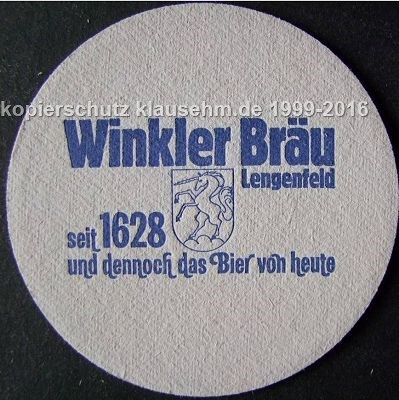 kopierschutz klausehm.de 1999-2016
Winkler Bräu
Lengenfeld
seit 1628
und dennoch das Bier von heute